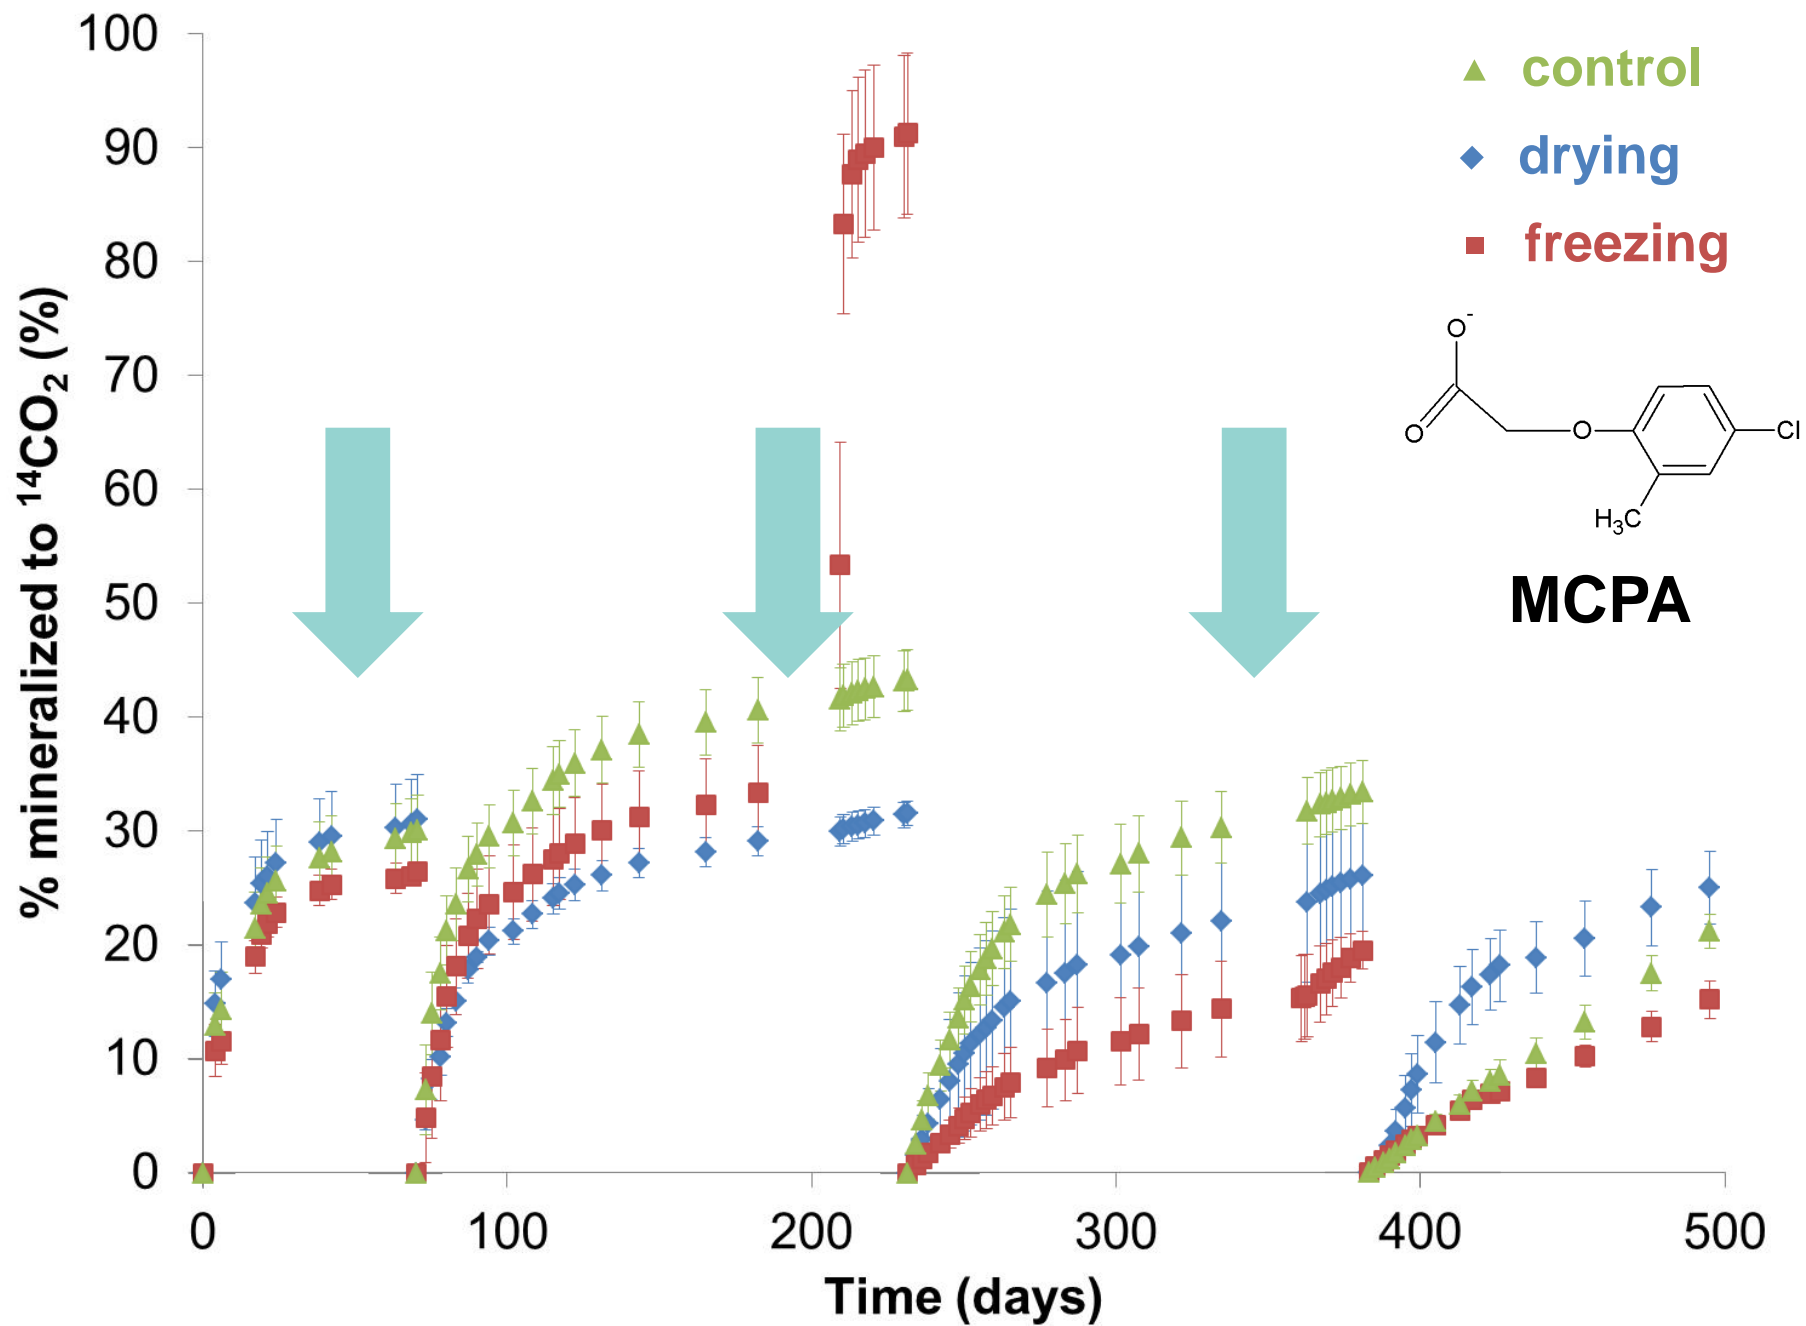 100
90
80
70
60
50
40
30
20
10
0
% mineralized to ¹⁴CO₂ (%)
0 100 200 300 400 500
Time (days)
control
drying
freezing
O⁻
O
O
Cl
H₃C
MCPA